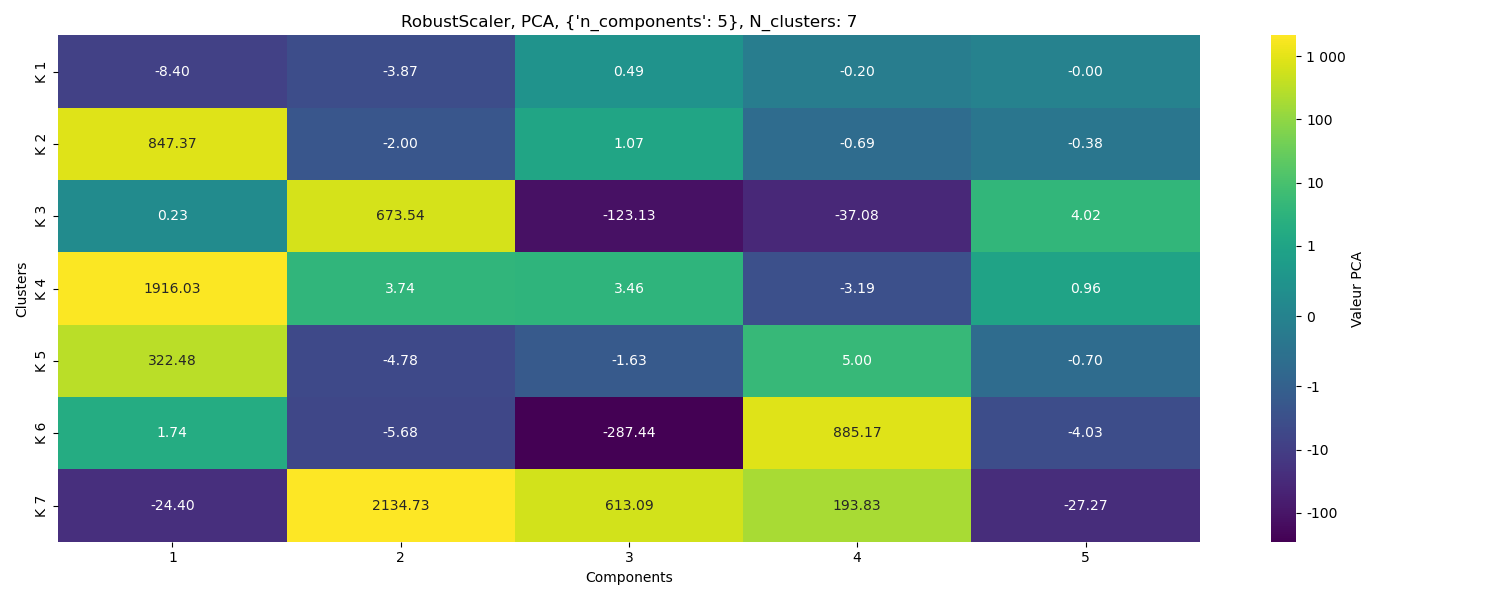 RobustScaler, PCA, {'n_components': 5}, N_clusters: 7
K 1 -8.40 -3.87 0.49 -0.20 -0.00
K 2 847.37 -2.00 1.07 -0.69 -0.38
K 3 0.23 673.54 -123.13 -37.08 4.02
K 4 1916.03 3.74 3.46 -3.19 0.96
K 5 322.48 -4.78 -1.63 5.00 -0.70
K 6 1.74 -5.68 -287.44 885.17 -4.03
K 7 -24.40 2134.73 613.09 193.83 -27.27
1 2 3 4 5
Components
Clusters
1 000
100
10
1
0
-1
-10
-100
Valeur PCA